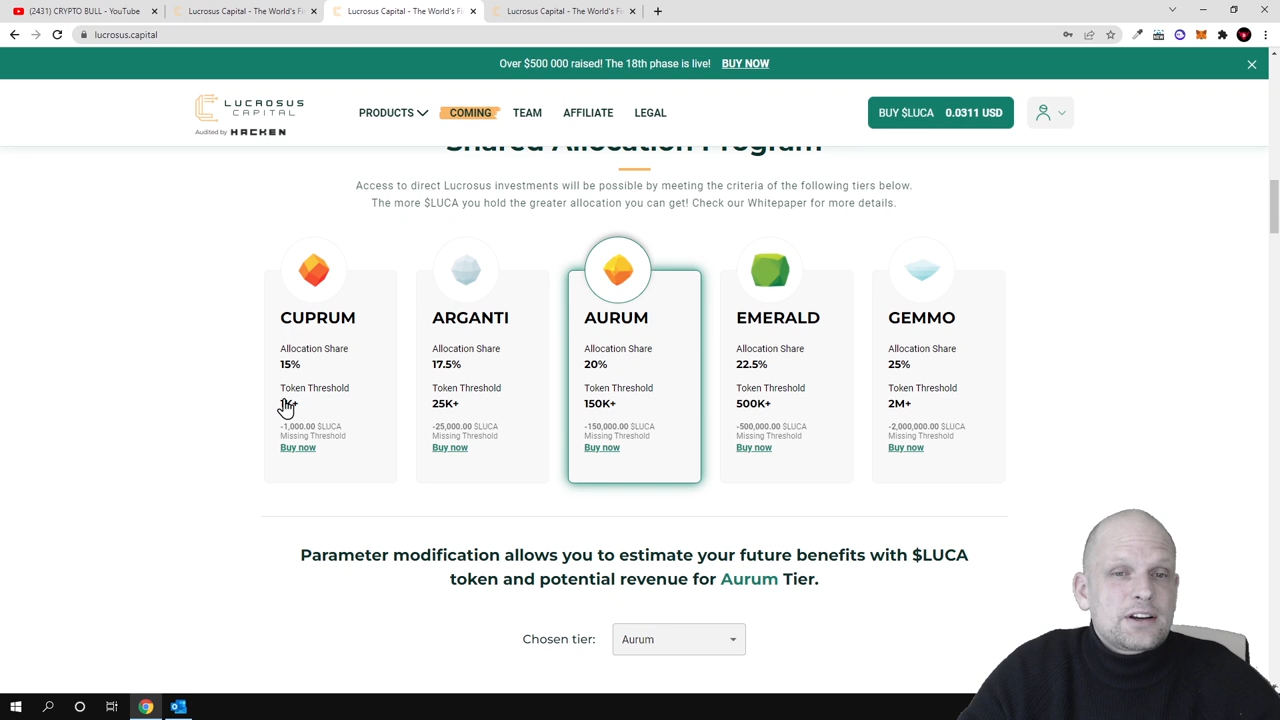 (2431) CRYPTO BULL - YouTube
Lucrosus Capital - The World's Fi
Lucrosus Capital - The World's Fi
Lucrosus Capital - The World's Fi
lucrosus.capital
Over $500 000 raised! The 18th phase is live! BUY NOW
LUCROSUS
CAPITAL
Audited by HACKEN
PRODUCTS
COMING
TEAM
AFFILIATE
LEGAL
BUY $LUCA 0.0311 USD
Shared Allocation Program
Access to direct Lucrosus investments will be possible by meeting the criteria of the following tiers below.
The more $LUCA you hold the greater allocation you can get! Check our Whitepaper for more details.
CUPRUM
Allocation Share
15%
Token Threshold
1K+
-1,000.00 $LUCA
Missing Threshold
Buy now
ARGANTI
Allocation Share
17.5%
Token Threshold
25K+
-25,000.00 $LUCA
Missing Threshold
Buy now
AURUM
Allocation Share
20%
Token Threshold
150K+
-150,000.00 $LUCA
Missing Threshold
Buy now
EMERALD
Allocation Share
22.5%
Token Threshold
500K+
-500,000.00 $LUCA
Missing Threshold
Buy now
GEMMO
Allocation Share
25%
Token Threshold
2M+
-2,000,000.00 $LUCA
Missing Threshold
Buy now
Parameter modification allows you to estimate your future benefits with $LUCA
token and potential revenue for Aurum Tier.
Chosen tier:
Aurum